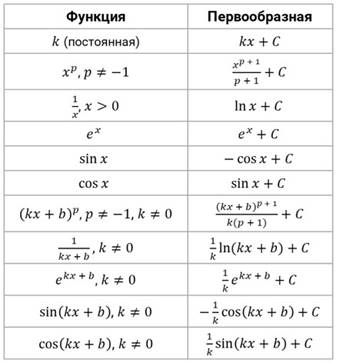 Функция Первообразная
k (постоянная) kx + C
x^p, p ≠ −1 x^{p+1}/(p + 1) + C
1/x, x > 0 ln x + C
e^x e^x + C
sin x − cos x + C
cos x sin x + C
(kx + b)^p, p ≠ −1, k ≠ 0 (kx + b)^{p+1}/(k(p + 1)) + C
1/(kx + b), k ≠ 0 1/k ln(kx + b) + C
e^{kx + b}, k ≠ 0 1/k e^{kx + b} + C
sin(kx + b), k ≠ 0 −1/k cos(kx + b) + C
cos(kx + b), k ≠ 0 1/k sin(kx + b) + C